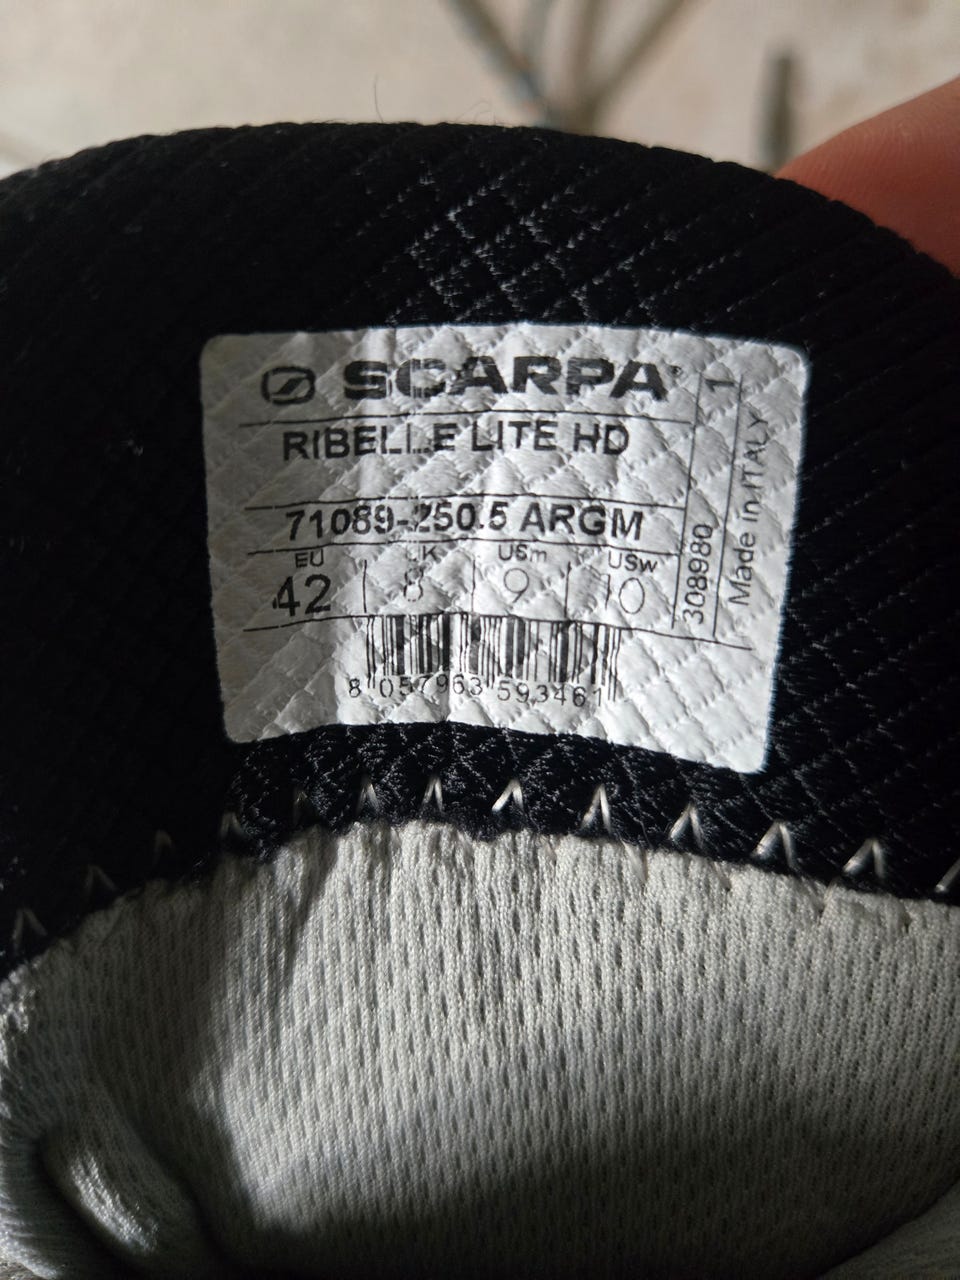 SCARPA
RIBELLE LITE HD
71089-250.5 ARGM
EU UK USm USw
42 8 9 10
8 057963 593461
308980 1
Made in ITALY